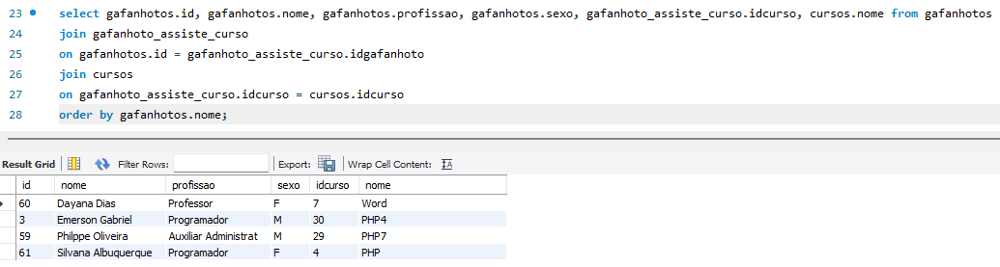 23 select gafanhotos.id, gafanhotos.nome, gafanhotos.profissao, gafanhotos.sexo, gafanhoto_assiste_curso.idcurso, cursos.nome from gafanhotos
24 join gafanhoto_assiste_curso
25 on gafanhotos.id = gafanhoto_assiste_curso.idgafanhoto
26 join cursos
27 on gafanhoto_assiste_curso.idcurso = cursos.idcurso
28 order by gafanhotos.nome;
Result Grid Filter Rows: Export: Wrap Cell Content:
id nome profissao sexo idcurso nome
60 Dayana Dias Professor F 7 Word
3 Emerson Gabriel Programador M 30 PHP4
59 Philppe Oliveira Auxiliar Administrat M 29 PHP7
61 Silvana Albuquerque Programador F 4 PHP